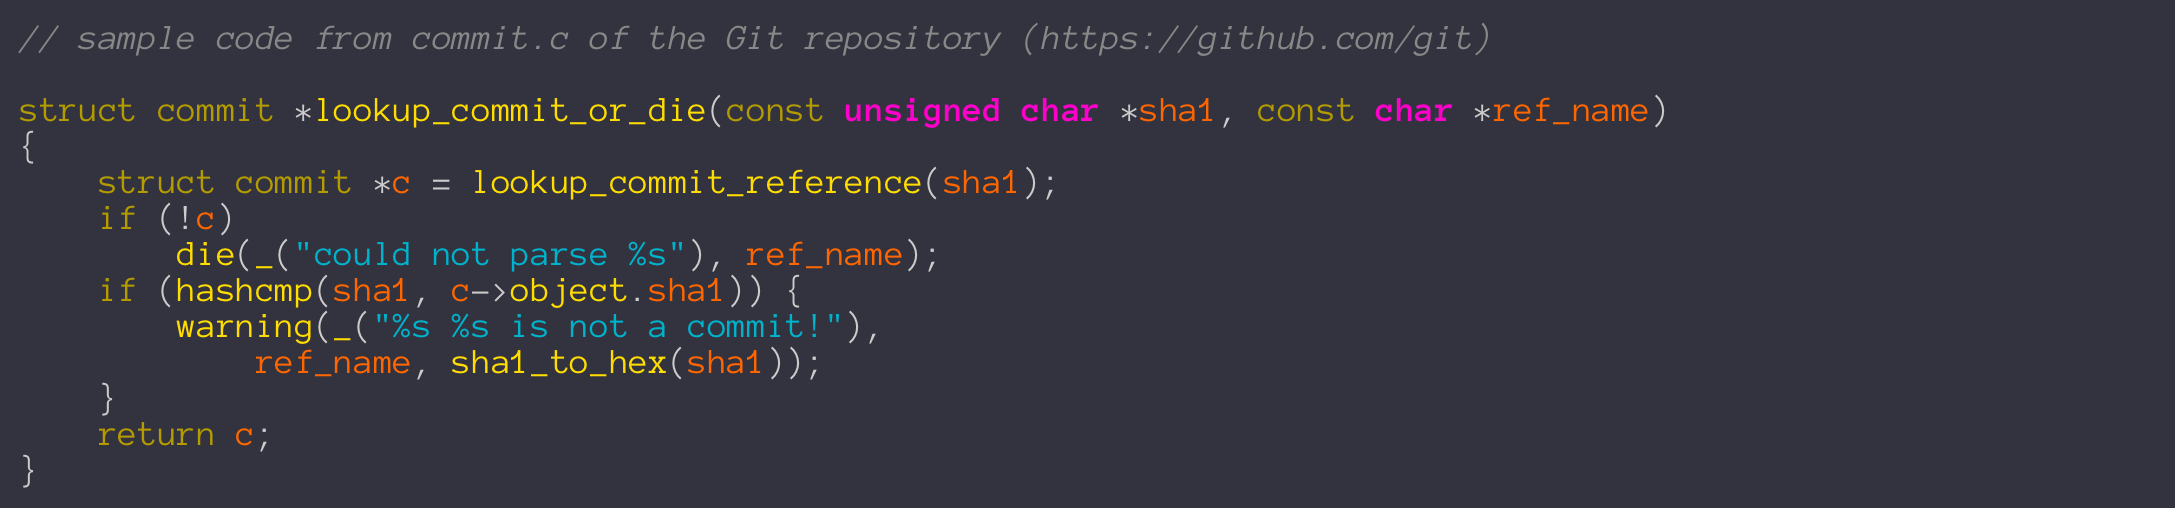 // sample code from commit.c of the Git repository (https://github.com/git)

struct commit *lookup_commit_or_die(const unsigned char *sha1, const char *ref_name)
{
    struct commit *c = lookup_commit_reference(sha1);
    if (!c)
        die(_("could not parse %s"), ref_name);
    if (hashcmp(sha1, c->object.sha1)) {
        warning(_("%s %s is not a commit!"),
            ref_name, sha1_to_hex(sha1));
    }
    return c;
}